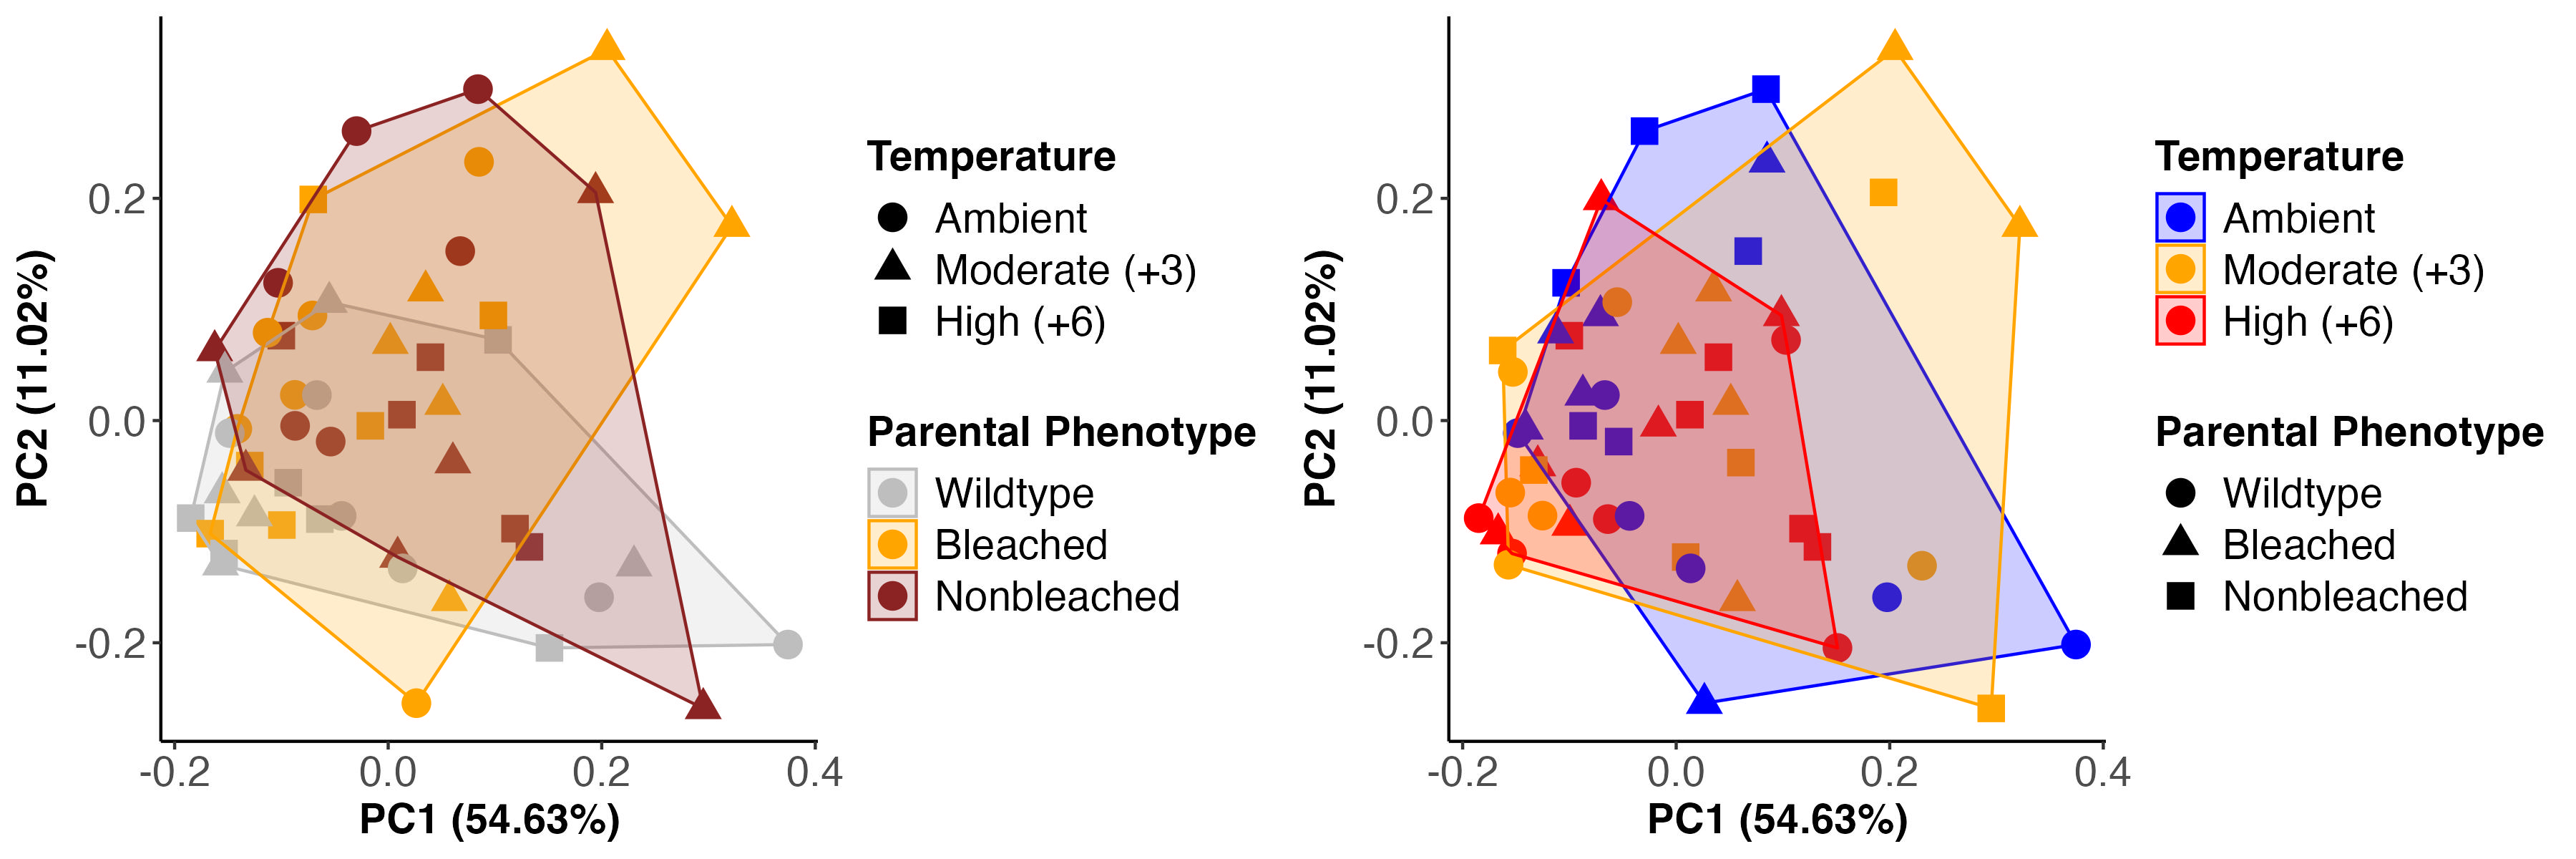 PC2 (11.02%)
0.2
0.0
-0.2
-0.2
0.0
0.2
0.4
PC1 (54.63%)
Temperature
Ambient
Moderate (+3)
High (+6)
Parental Phenotype
Wildtype
Bleached
Nonbleached
PC2 (11.02%)
0.2
0.0
-0.2
-0.2
0.0
0.2
0.4
PC1 (54.63%)
Temperature
Ambient
Moderate (+3)
High (+6)
Parental Phenotype
Wildtype
Bleached
Nonbleached